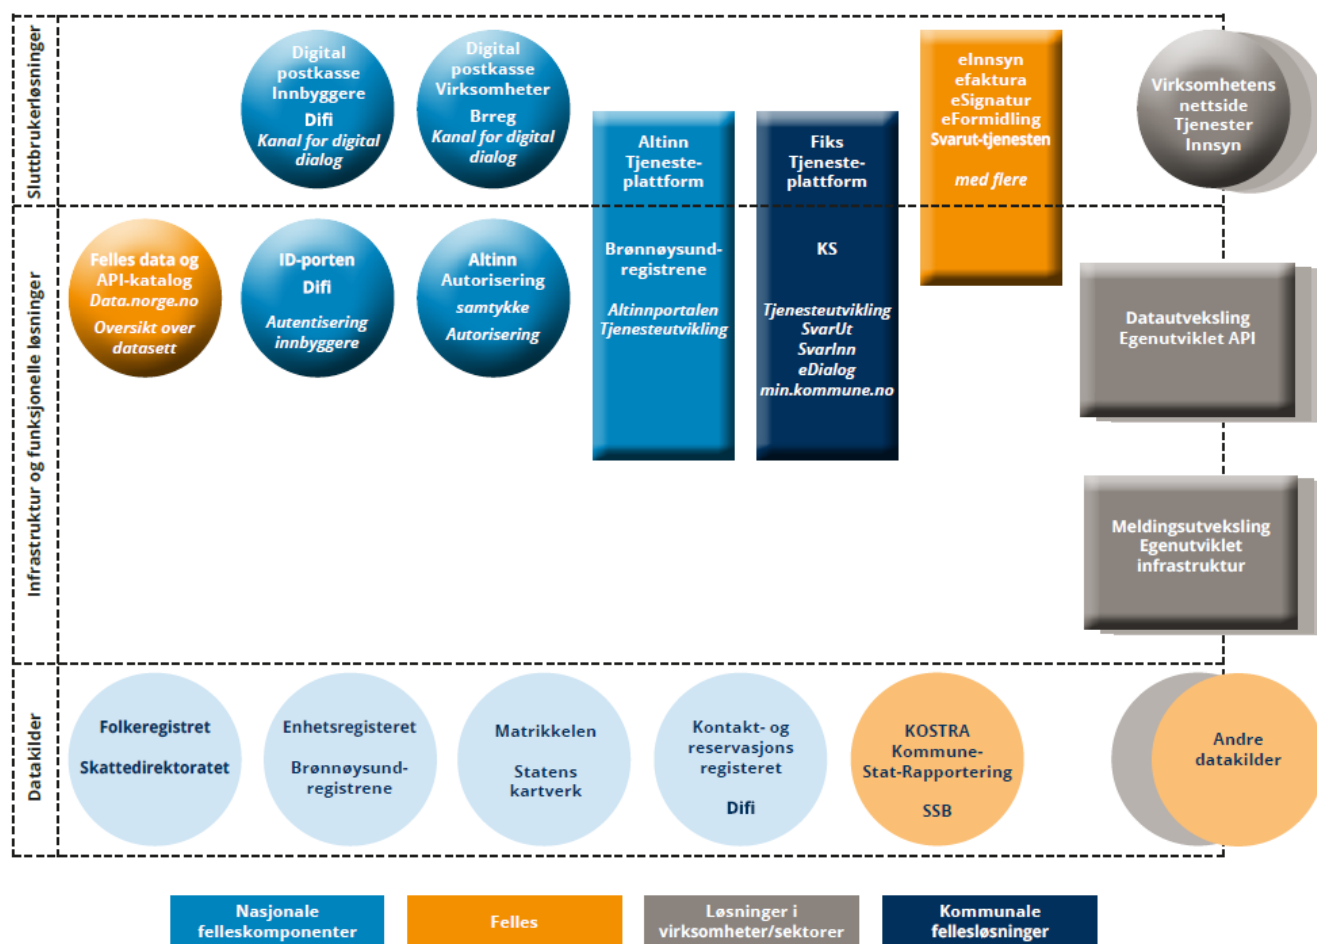 Sluttbrukerløsninger
Digital
postkasse
Innbyggere
Difi
Kanal for digital
dialog
Digital
postkasse
Virksomheter
Brreg
Kanal for digital
dialog
Altinn
Tjeneste-
plattform
Brønnøysund-
registrene
Altinnportalen
Tjenesteutvikling
Fiks
Tjeneste-
plattform
KS
Tjenesteutvikling
SvarUt
SvarInn
eDialog
min.kommune.no
eInnsyn
efaktura
eSignatur
eFormidling
Svarut-tjenesten
med flere
Virksomhetens
nettside
Tjenester
Innsyn
Infrastruktur og funksjonelle løsninger
Felles data og
API-katalog
Data.norge.no
Oversikt over
datasett
ID-porten
Difi
Autentisering
innbyggere
Altinn
Autorisering
samtykke
Autorisering
Datautveksling
Egenutviklet API
Meldingsutveksling
Egenutviklet
infrastruktur
Datakilder
Folkeregistret
Skattedirektoratet
Enhetsregisteret
Brønnøysund-
registrene
Matrikkelen
Statens
kartverk
Kontakt- og
reservasjons
registeret
Difi
KOSTRA
Kommune-
Stat-Rapportering
SSB
Andre
datakilder
Nasjonale
felleskomponenter
Felles
Løsninger i
virksomheter/sektorer
Kommunale
fellesløsninger